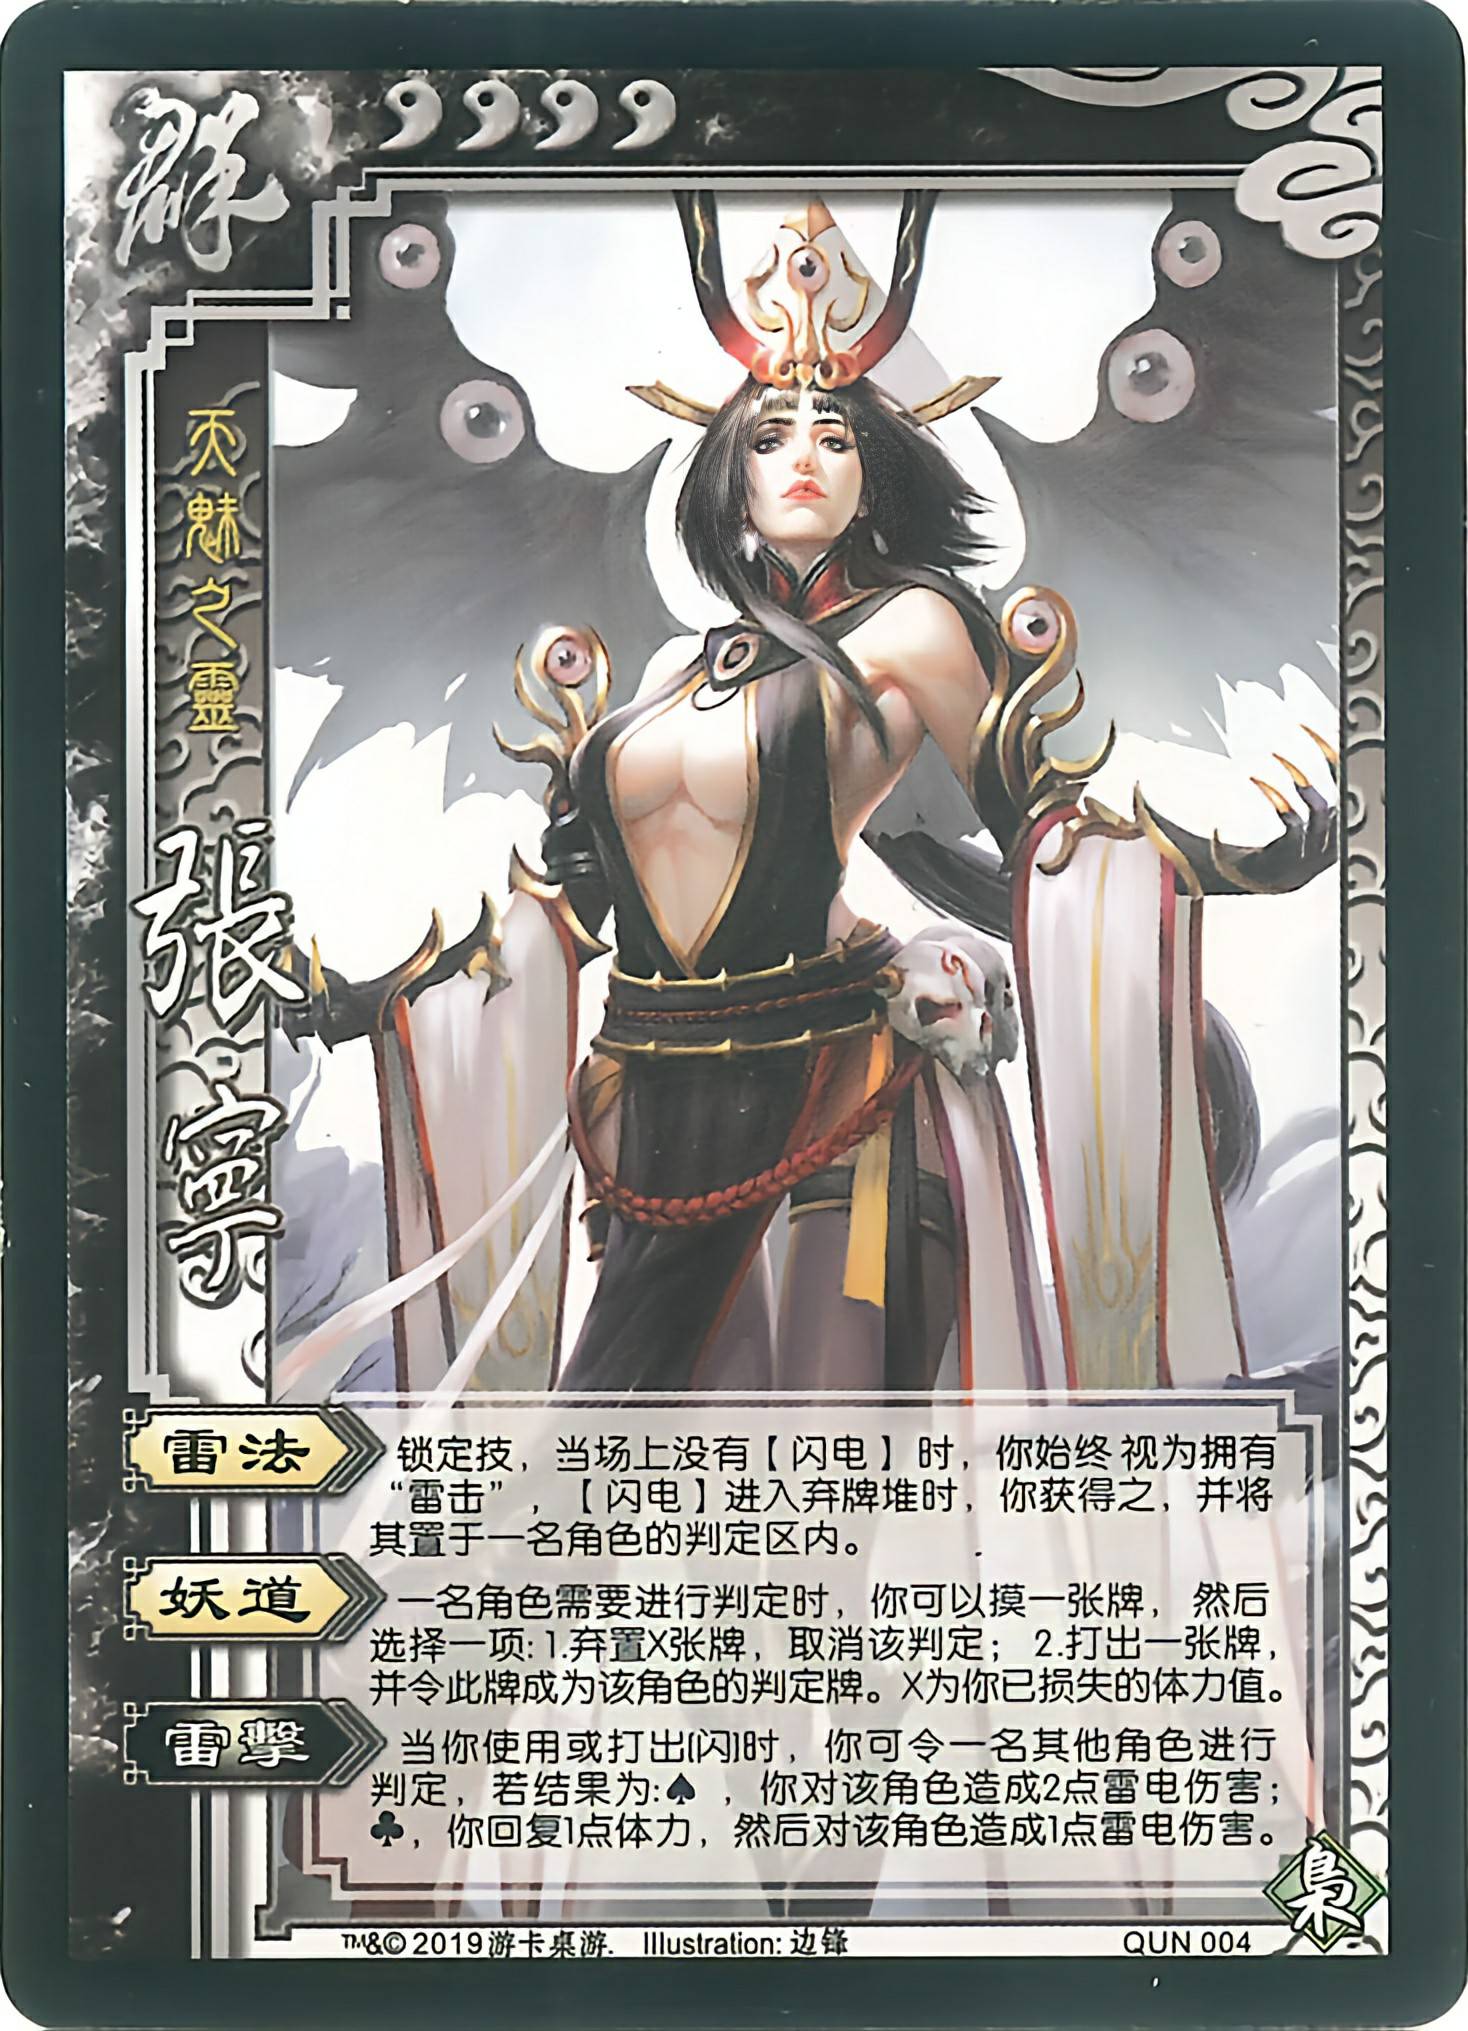 群
天魅之靈
張寧
雷法
锁定技，当场上没有【闪电】时，你始终视为拥有
“雷击”，【闪电】进入弃牌堆时，你获得之，并将
其置于一名角色的判定区内。
妖道
一名角色需要进行判定时，你可以摸一张牌，然后
选择一项:1.弃置X张牌，取消该判定；2.打出一张牌，
并令此牌成为该角色的判定牌。X为你已损失的体力值。
雷擊
当你使用或打出[闪]时，你可令一名其他角色进行
判定，若结果为:♠，你对该角色造成2点雷电伤害；
♣，你回复1点体力，然后对该角色造成1点雷电伤害。
梟
™&© 2019游卡桌游. Illustration: 边锋
QUN 004